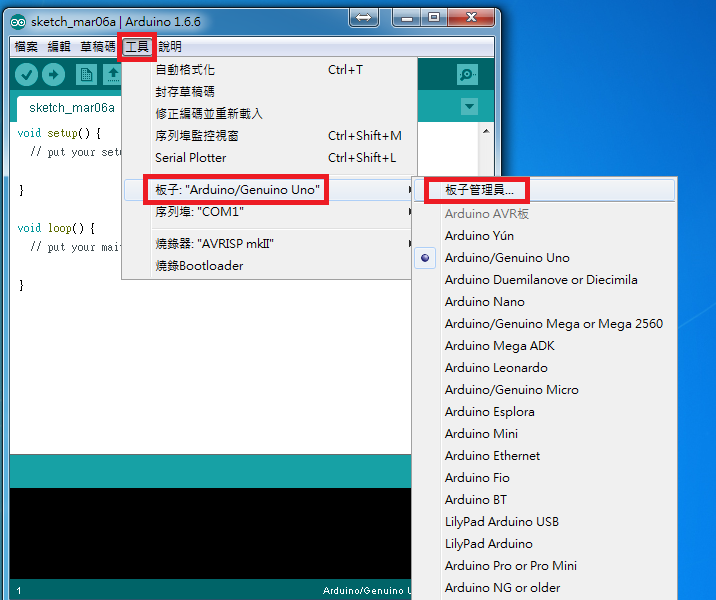 sketch_mar06a | Arduino 1.6.6
檔案 編輯 草稿碼 工具 說明
sketch_mar06a
void setup() {
// put your setu
}
void loop() {
// put your mai
}
自動格式化 Ctrl+T
封存草稿碼
修正編碼並重新載入
序列埠監控視窗 Ctrl+Shift+M
Serial Plotter Ctrl+Shift+L
板子: "Arduino/Genuino Uno"
序列埠: "COM1"
燒錄器: "AVRISP mkII"
燒錄Bootloader
板子管理員...
Arduino AVR板
Arduino Yún
Arduino/Genuino Uno
Arduino Duemilanove or Diecimila
Arduino Nano
Arduino/Genuino Mega or Mega 2560
Arduino Mega ADK
Arduino Leonardo
Arduino/Genuino Micro
Arduino Esplora
Arduino Mini
Arduino Ethernet
Arduino Fio
Arduino BT
LilyPad Arduino USB
LilyPad Arduino
Arduino Pro or Pro Mini
Arduino NG or older
1 Arduino/Genuino U